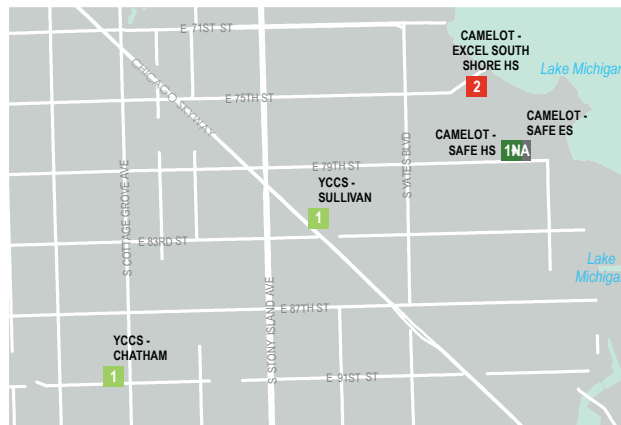 E 71ST ST
CAMELOT -
EXCEL SOUTH
SHORE HS
Lake Michigan
CHICAGO SKYWAY
2
E 75TH ST
CAMELOT -
SAFE ES
CAMELOT -
SAFE HS
1
NA
E 79TH ST
S YATES BLVD
YCCS -
SULLIVAN
1
S COTTAGE GROVE AVE
E 83RD ST
Lake
Michigan
S. STONY ISLAND AVE
E 87TH ST
YCCS -
CHATHAM
1
E 91ST ST